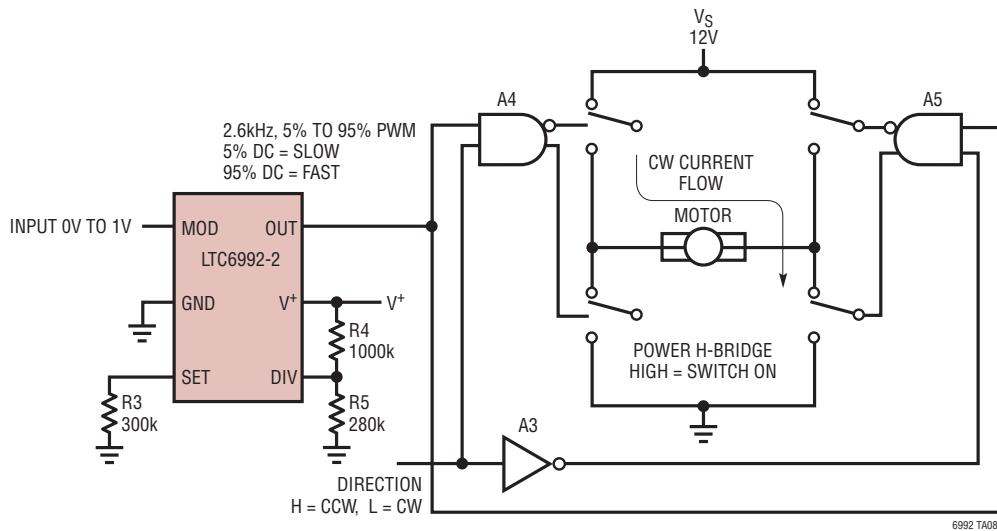 VS
12V
A4
A5
2.6kHz, 5% TO 95% PWM
5% DC = SLOW
95% DC = FAST
CW CURRENT
FLOW
INPUT 0V TO 1V
MOD
OUT
MOTOR
LTC6992-2
GND
V+
V+
R4
1000k
POWER H-BRIDGE
HIGH = SWITCH ON
SET
DIV
R3
300k
R5
280k
A3
DIRECTION
H = CCW, L = CW
6992 TA08